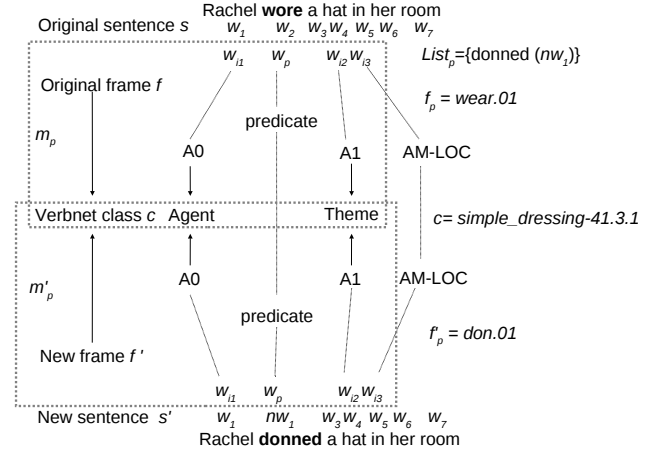 Rachel wore a hat in her room
Original sentence s w1 w2 w3 w4 w5 w6 w7
wi1 wp wi2 wi3 Listp={donned (nw1)}
Original frame f fp = wear.01
predicate
mp
A0 A1 AM-LOC
Verbnet class c Agent Theme c= simple_dressing-41.3.1
A0 A1 AM-LOC
m'p
predicate f'p = don.01
New frame f '
wi1 wp wi2 wi3
New sentence s' w1 nw1 w3 w4 w5 w6 w7
Rachel donned a hat in her room